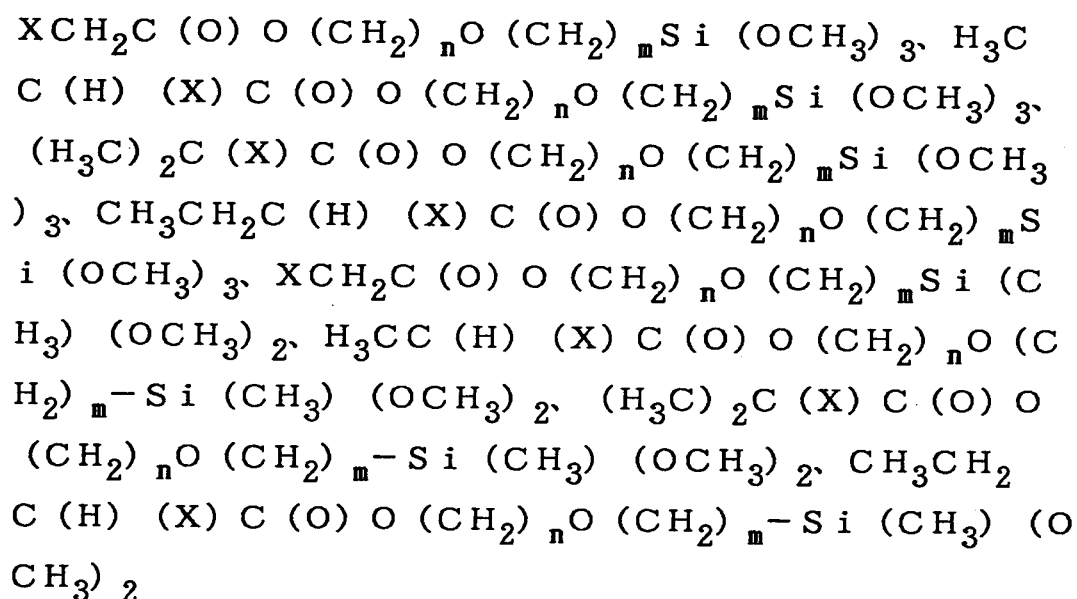 XCH₂C（O）O（CH₂）ₙO（CH₂）ₘSi（OCH₃）₃、H₃C
C（H）（X）C（O）O（CH₂）ₙO（CH₂）ₘSi（OCH₃）₃、
（H₃C）₂C（X）C（O）O（CH₂）ₙO（CH₂）ₘSi（OCH₃
）₃、CH₃CH₂C（H）（X）C（O）O（CH₂）ₙO（CH₂）ₘS
i（OCH₃）₃、XCH₂C（O）O（CH₂）ₙO（CH₂）ₘSi（C
H₃）（OCH₃）₂、H₃CC（H）（X）C（O）O（CH₂）ₙO（C
H₂）ₘ−Si（CH₃）（OCH₃）₂、（H₃C）₂C（X）C（O）O
（CH₂）ₙO（CH₂）ₘ−Si（CH₃）（OCH₃）₂、CH₃CH₂
C（H）（X）C（O）O（CH₂）ₙO（CH₂）ₘ−Si（CH₃）（O
CH₃）₂